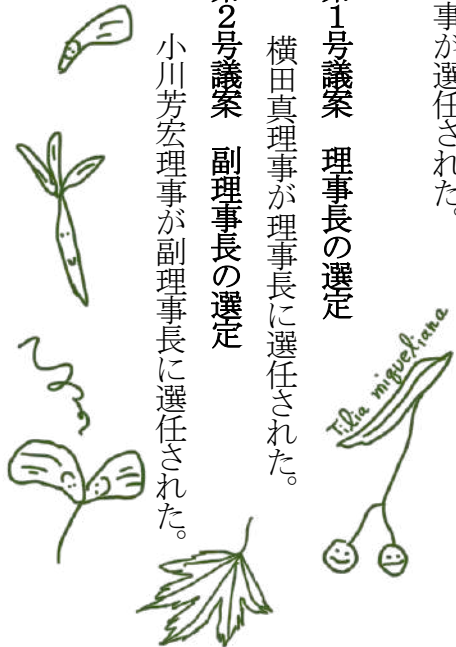 事が選任された。
第1号議案　理事長の選定
横田真理事が理事長に選任された。
第2号議案　副理事長の選定
小川芳宏理事が副理事長に選任された。
Tilia miqueliana